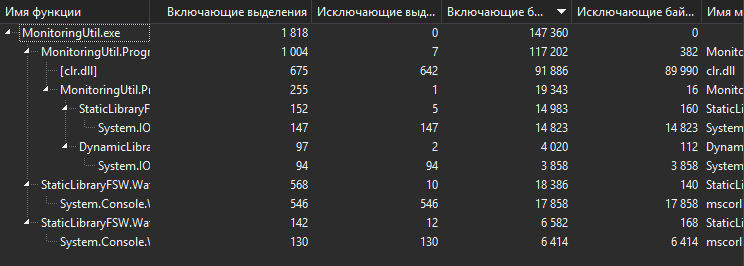 Имя функции Включающие выделения Исключающие выд... Включающие б... Исключающие бай... Имя м
MonitoringUtil.exe 1 818 0 147 360 0
MonitoringUtil.Progr 1 004 7 117 202 382 Monito
[clr.dll] 675 642 91 886 89 990 clr.dll
MonitoringUtil.Pr 255 1 19 343 16 Monito
StaticLibraryFS 152 5 14 983 160 StaticLi
System.IO 147 147 14 823 14 823 System
DynamicLibra 97 2 4 020 112 Dynam
System.IO 94 94 3 858 3 858 System
StaticLibraryFSW.Wat 568 10 18 386 140 StaticLi
System.Console.W 546 546 17 858 17 858 mscorl
StaticLibraryFSW.Wat 142 12 6 582 168 StaticLi
System.Console.W 130 130 6 414 6 414 mscorl